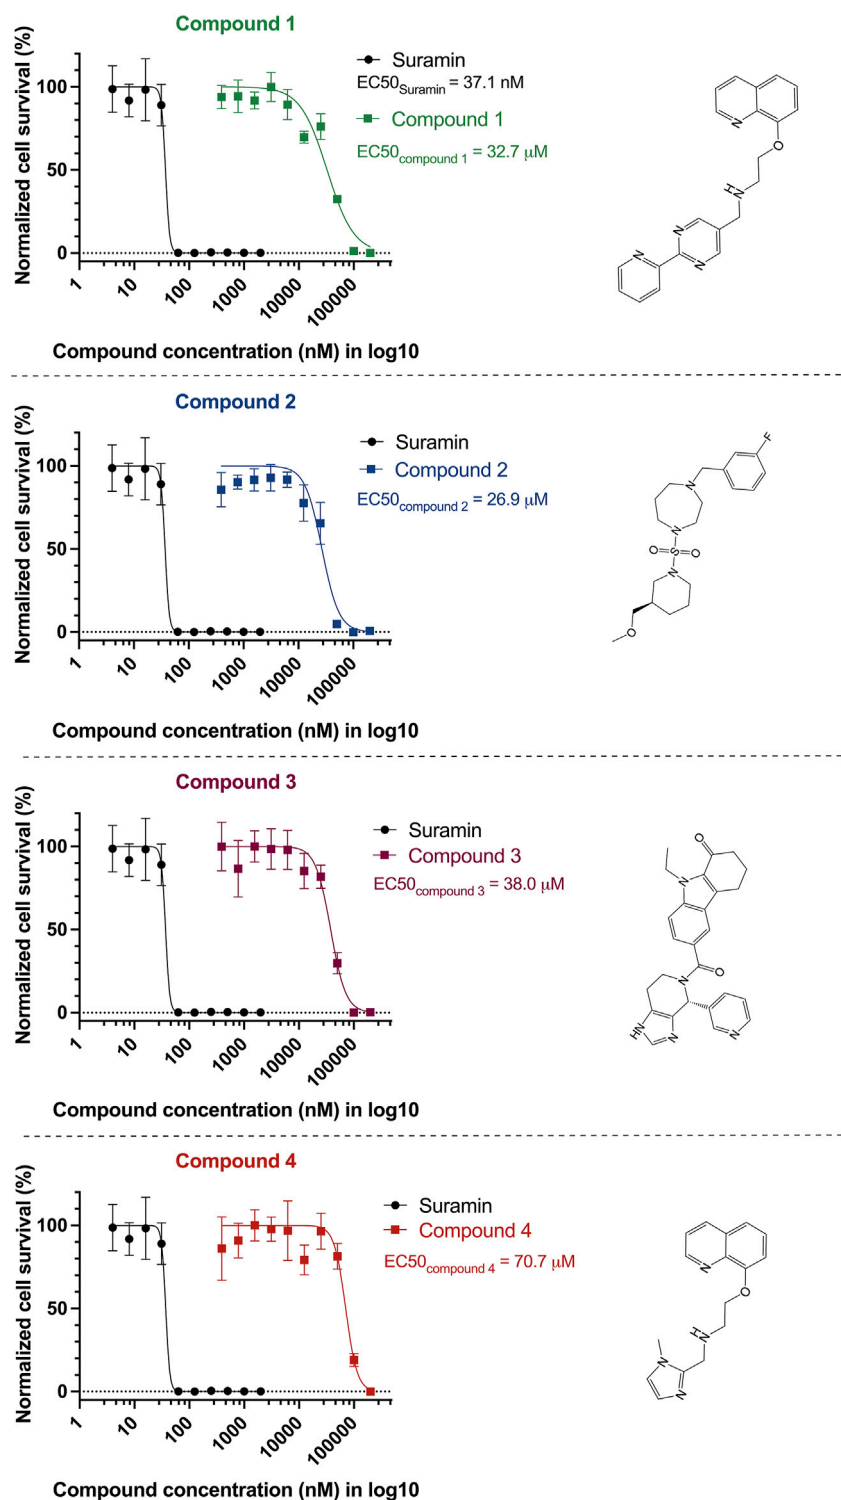 Compound 1
Normalized cell survival (%)
100
50
0
1
10
100
1000
10000
100000
Compound concentration (nM) in log10
Suramin
EC50Suramin = 37.1 nM
Compound 1
EC50compound 1 = 32.7 μM
N
O
H
N
N
N
N
Compound 2
Normalized cell survival (%)
100
50
0
1
10
100
1000
10000
100000
Compound concentration (nM) in log10
Suramin
Compound 2
EC50compound 2 = 26.9 μM
F
N
N
O
S
O
N
O
Compound 3
Normalized cell survival (%)
100
50
0
1
10
100
1000
10000
100000
Compound concentration (nM) in log10
Suramin
Compound 3
EC50compound 3 = 38.0 μM
O
N
O
N
HN
N
N
Compound 4
Normalized cell survival (%)
100
50
0
1
10
100
1000
10000
100000
Compound concentration (nM) in log10
Suramin
Compound 4
EC50compound 4 = 70.7 μM
N
O
H
N
N
N